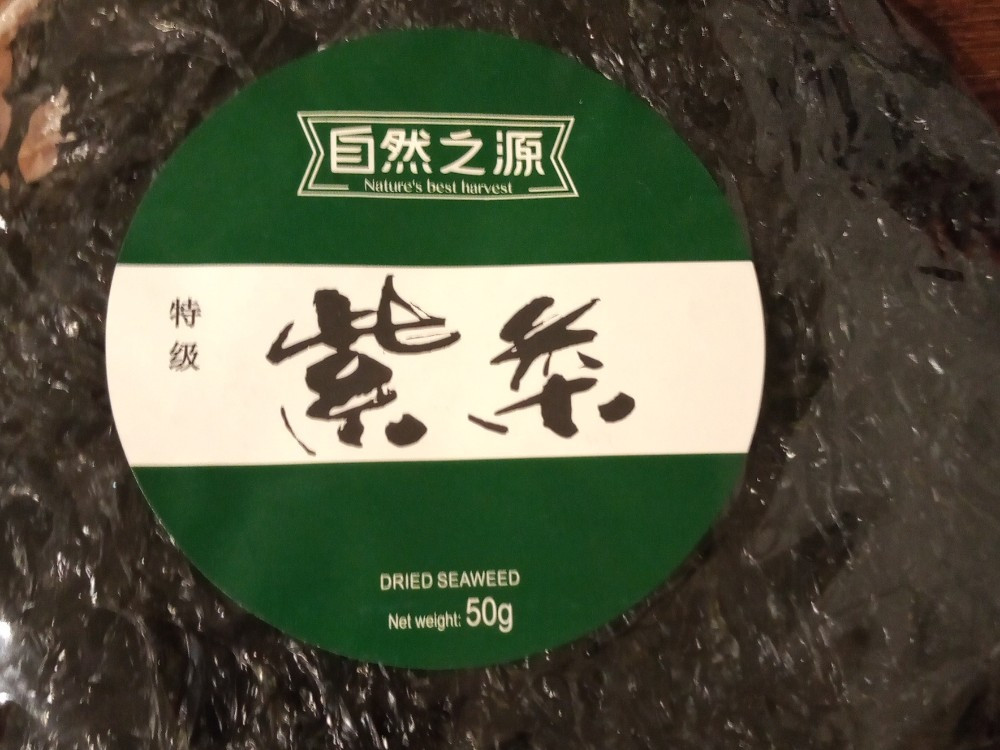 自然之源
Nature's best harvest
特级
紫菜
DRIED SEAWEED
Net weight: 50g